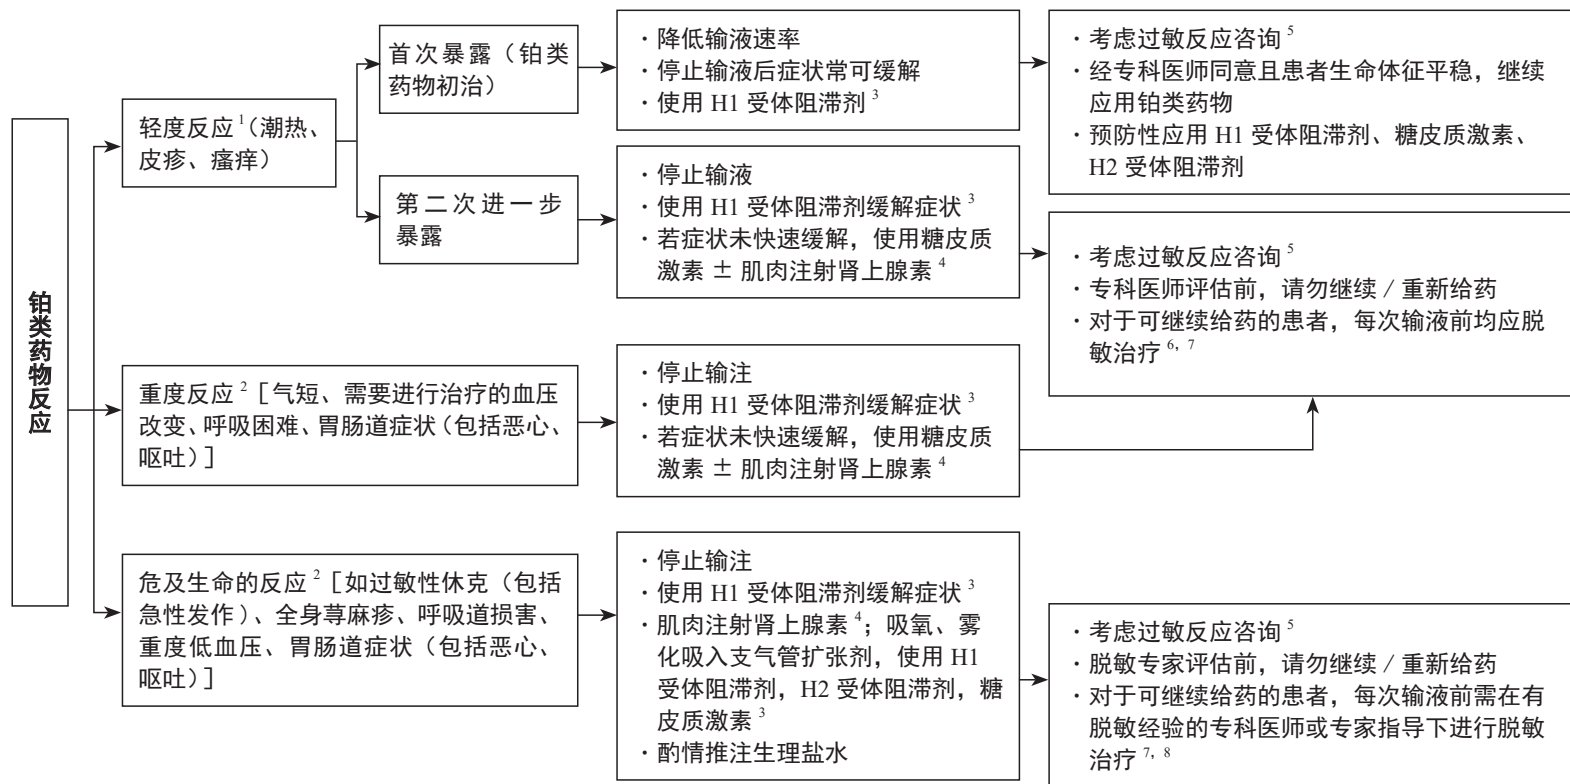 铂类药物反应
轻度反应 1（潮热、
皮疹、瘙痒）
首次暴露（铂类
药物初治）
·降低输液速率
·停止输液后症状常可缓解
·使用 H1 受体阻滞剂 3
·考虑过敏反应咨询 5
·经专科医师同意且患者生命体征平稳，继续
应用铂类药物
·预防性应用 H1 受体阻滞剂、糖皮质激素、
H2 受体阻滞剂
第二次进一步
暴露
·停止输液
·使用 H1 受体阻滞剂缓解症状 3
·若症状未快速缓解，使用糖皮质
激素 ± 肌肉注射肾上腺素 4
·考虑过敏反应咨询 5
·专科医师评估前，请勿继续 / 重新给药
·对于可继续给药的患者，每次输液前均应脱
敏治疗 6, 7
重度反应 2［气短、需要进行治疗的血压
改变、呼吸困难、胃肠道症状（包括恶心、
呕吐）］
·停止输注
·使用 H1 受体阻滞剂缓解症状 3
·若症状未快速缓解，使用糖皮质
激素 ± 肌肉注射肾上腺素 4
危及生命的反应 2［如过敏性休克（包括
急性发作）、全身荨麻疹、呼吸道损害、
重度低血压、胃肠道症状（包括恶心、
呕吐）］
·停止输注
·使用 H1 受体阻滞剂缓解症状 3
·肌肉注射肾上腺素 4；吸氧、雾
化吸入支气管扩张剂，使用 H1
受体阻滞剂，H2 受体阻滞剂，糖
皮质激素 3
·酌情推注生理盐水
·考虑过敏反应咨询 5
·脱敏专家评估前，请勿继续 / 重新给药
·对于可继续给药的患者，每次输液前需在有
脱敏经验的专科医师或专家指导下进行脱敏
治疗 7, 8